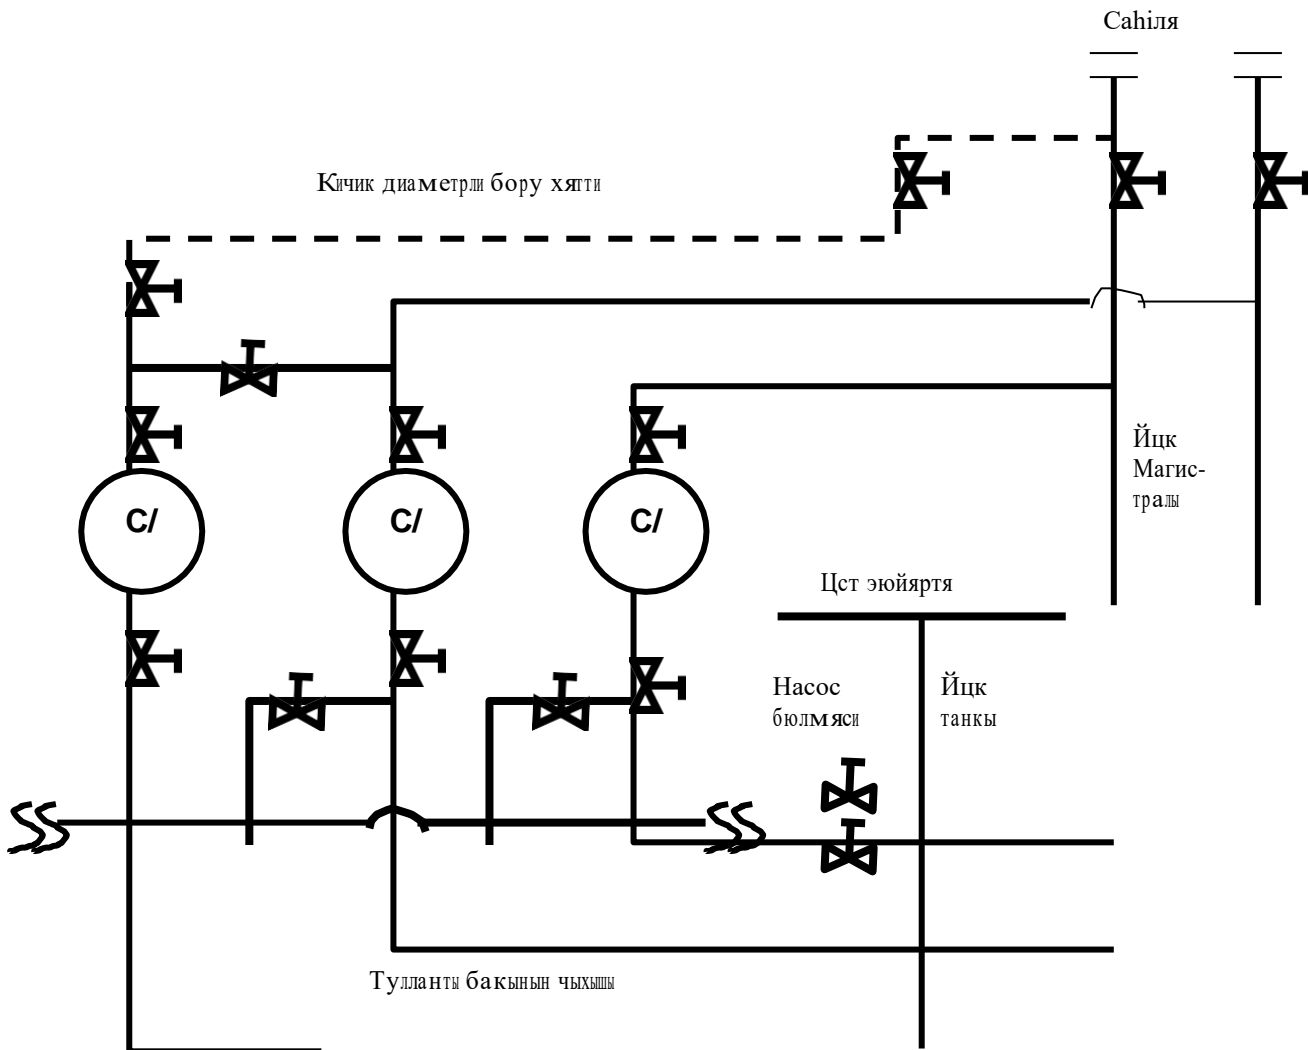 Саhіля
Кичик диаметрли бору хятти
Йцк
Магис-
тралы
С/
С/
С/
Цст эюйяртя
Насос
бюлмяси
Йцк
танкы
Тулланты бакынын чыхышы